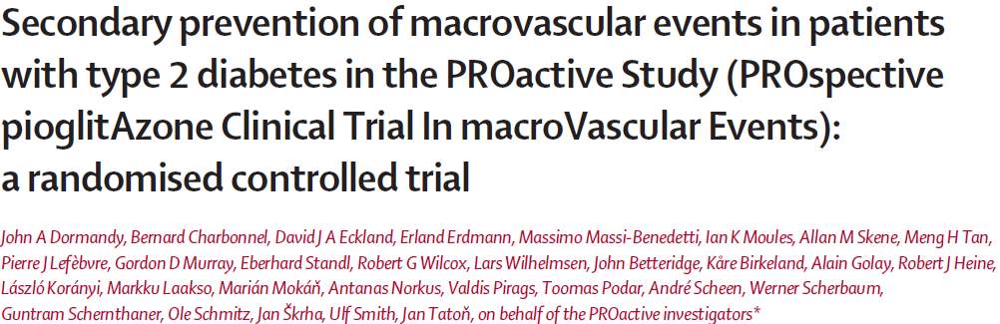 Secondary prevention of macrovascular events in patients
with type 2 diabetes in the PROactive Study (PROspective
pioglitAzone Clinical Trial In macroVascular Events):
a randomised controlled trial
John A Dormandy, Bernard Charbonnel, David J A Eckland, Erland Erdmann, Massimo Massi-Benedetti, Ian K Moules, Allan M Skene, Meng H Tan,
Pierre J Lefèbvre, Gordon D Murray, Eberhard Standl, Robert G Wilcox, Lars Wilhelmsen, John Betteridge, Kåre Birkeland, Alain Golay, Robert J Heine,
László Korányi, Markku Laakso, Marián Mokáň, Antanas Norkus, Valdis Pirags, Toomas Podar, André Scheen, Werner Scherbaum,
Guntram Schernthaner, Ole Schmitz, Jan Škrha, Ulf Smith, Jan Tatoň, on behalf of the PROactive investigators*